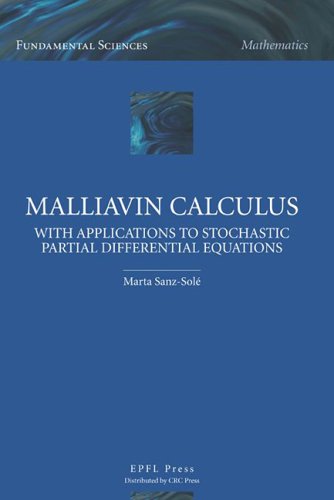 FUNDAMENTAL SCIENCES Mathematics
MALLIAVIN CALCULUS
WITH APPLICATIONS TO STOCHASTIC
PARTIAL DIFFERENTIAL EQUATIONS
Marta Sanz-Solé
EPFL Press
Distributed by CRC Press